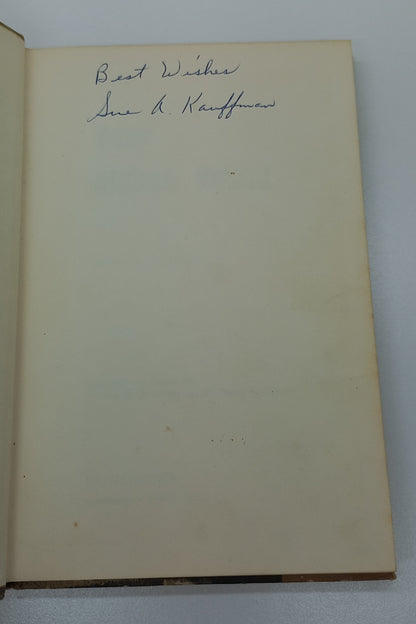 Best Wishes
Sue A. Kauffman